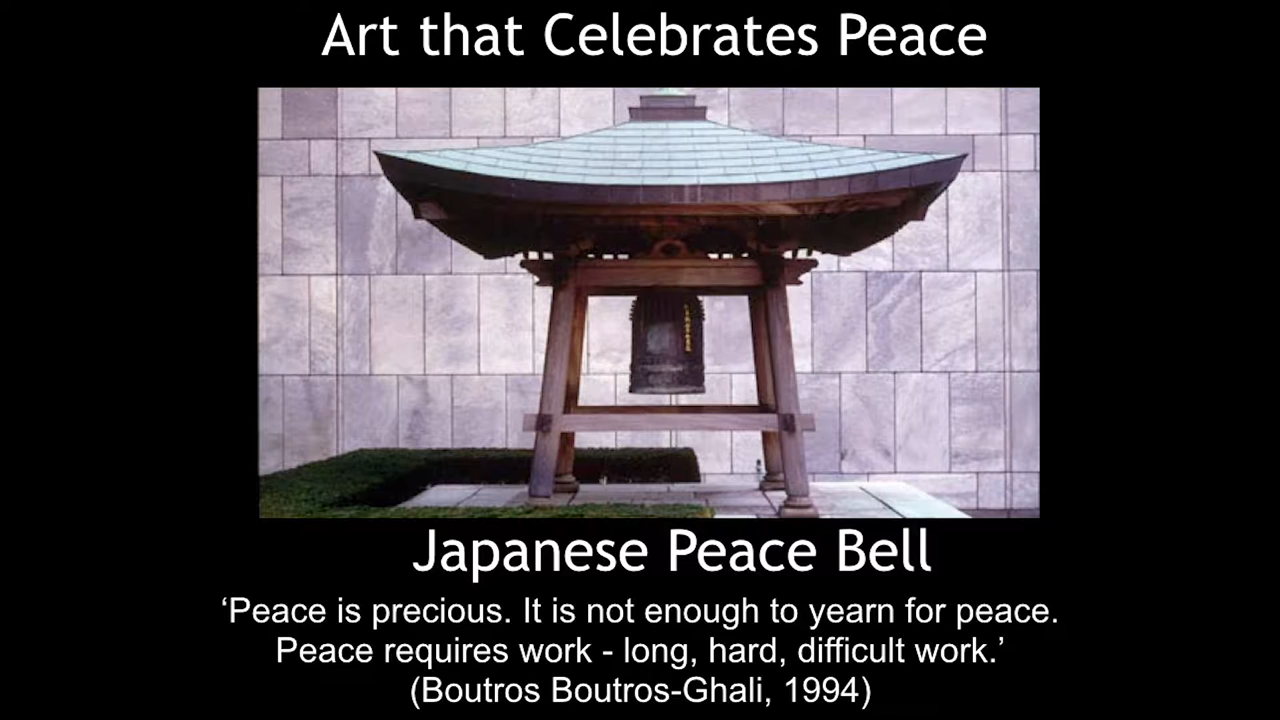 Art that Celebrates Peace
Japanese Peace Bell
‘Peace is precious. It is not enough to yearn for peace.
Peace requires work - long, hard, difficult work.’
(Boutros Boutros-Ghali, 1994)